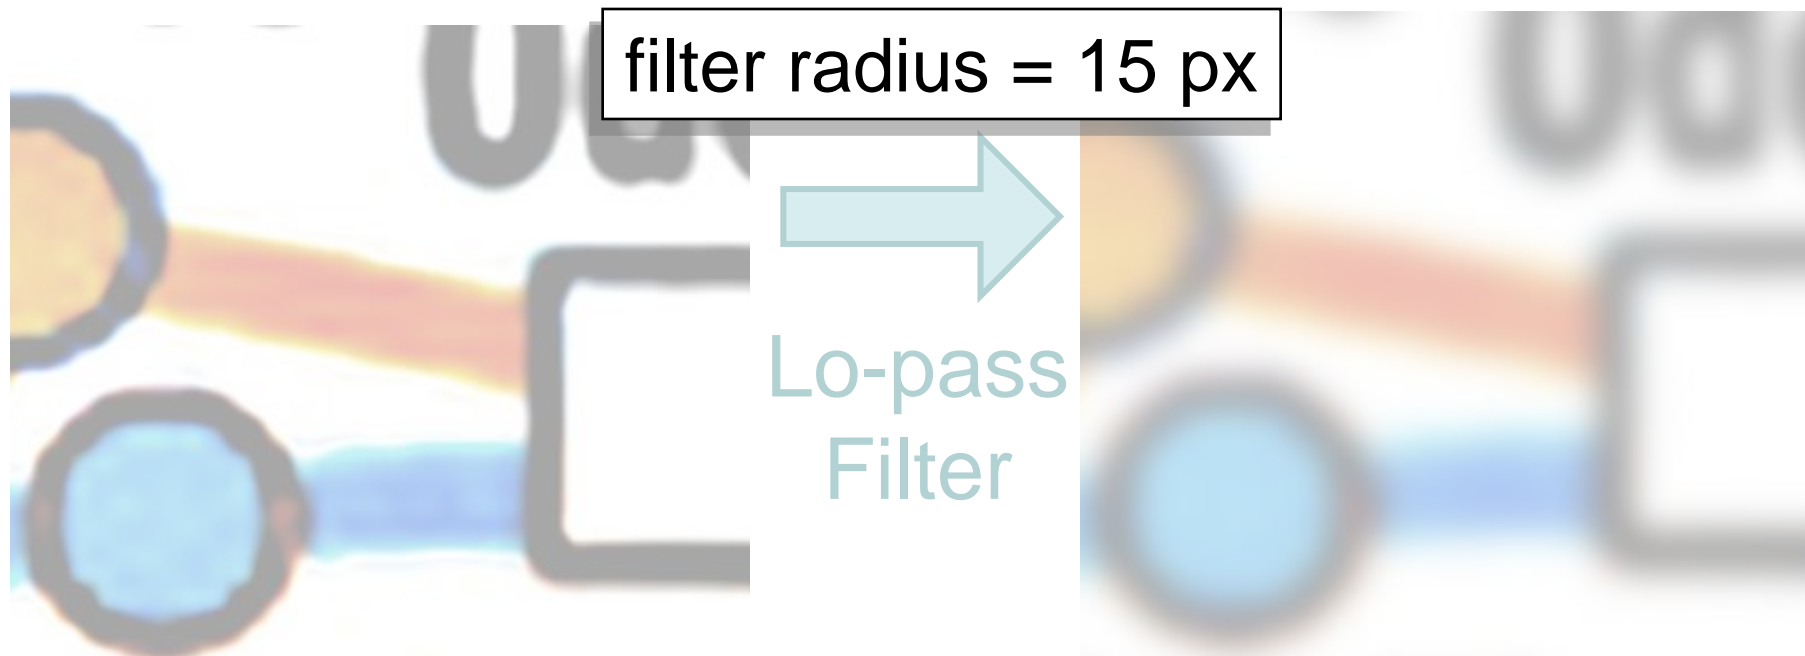 filter radius = 15 px
Lo-pass
Filter